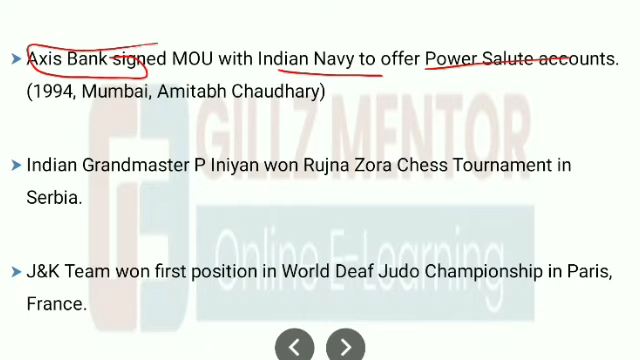 Axis Bank signed MOU with Indian Navy to offer Power Salute accounts.
(1994, Mumbai, Amitabh Chaudhary)
Indian Grandmaster P Iniyan won Rujna Zora Chess Tournament in
Serbia.
J&K Team won first position in World Deaf Judo Championship in Paris,
France.
GILLZ MENTOR
Online E-Learning